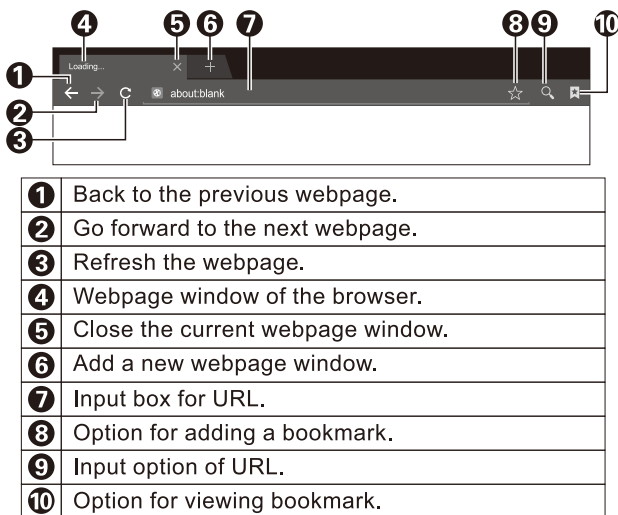 4 5 6 7 8 9 10
Loading...
1
about:blank
2
3
1 Back to the previous webpage.
2 Go forward to the next webpage.
3 Refresh the webpage.
4 Webpage window of the browser.
5 Close the current webpage window.
6 Add a new webpage window.
7 Input box for URL.
8 Option for adding a bookmark.
9 Input option of URL.
10 Option for viewing bookmark.